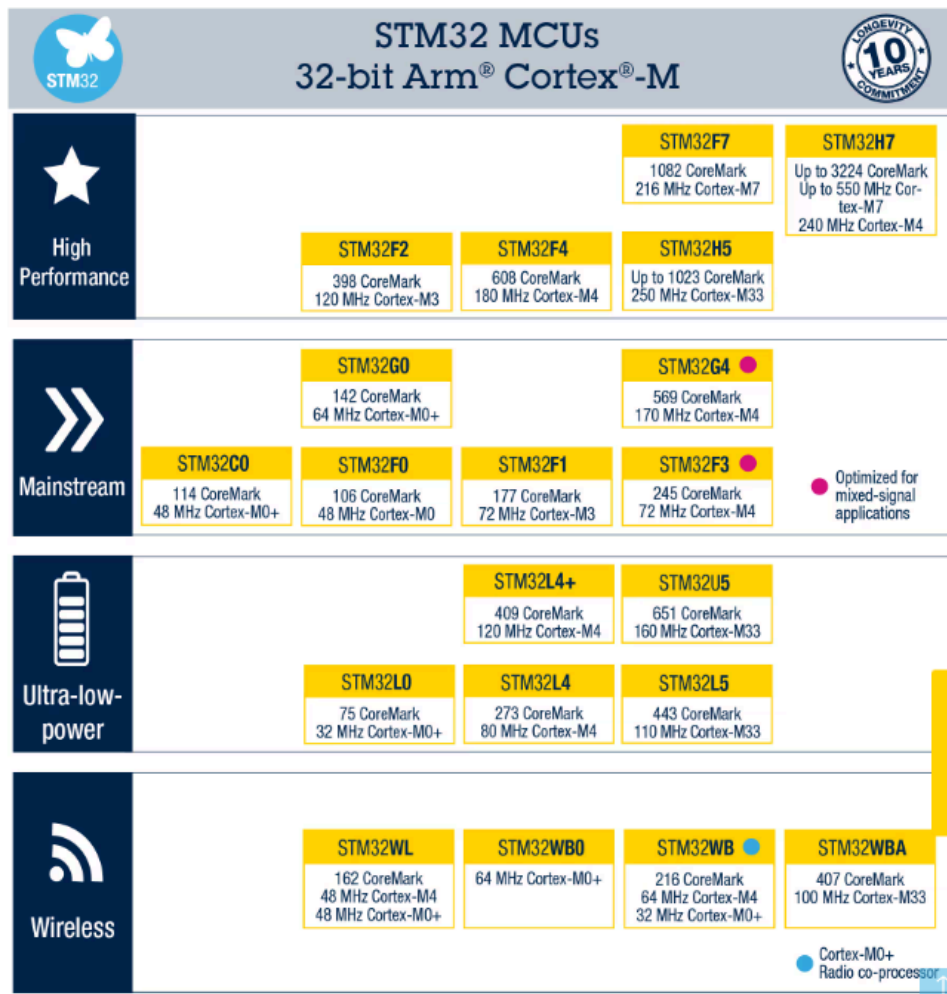 STM32
STM32 MCUs
32-bit Arm® Cortex®-M
LONGEVITY
10
YEARS
COMMITMENT
High
Performance
STM32F7
1082 CoreMark
216 MHz Cortex-M7
STM32H7
Up to 3224 CoreMark
Up to 550 MHz Cor-
tex-M7
240 MHz Cortex-M4
STM32F2
398 CoreMark
120 MHz Cortex-M3
STM32F4
608 CoreMark
180 MHz Cortex-M4
STM32H5
Up to 1023 CoreMark
250 MHz Cortex-M33
Mainstream
STM32G0
142 CoreMark
64 MHz Cortex-M0+
STM32G4
569 CoreMark
170 MHz Cortex-M4
STM32C0
114 CoreMark
48 MHz Cortex-M0+
STM32F0
106 CoreMark
48 MHz Cortex-M0
STM32F1
177 CoreMark
72 MHz Cortex-M3
STM32F3
245 CoreMark
72 MHz Cortex-M4
Optimized for
mixed-signal
applications
Ultra-low-
power
STM32L4+
409 CoreMark
120 MHz Cortex-M4
STM32U5
651 CoreMark
160 MHz Cortex-M33
STM32L0
75 CoreMark
32 MHz Cortex-M0+
STM32L4
273 CoreMark
80 MHz Cortex-M4
STM32L5
443 CoreMark
110 MHz Cortex-M33
Wireless
STM32WL
162 CoreMark
48 MHz Cortex-M4
48 MHz Cortex-M0+
STM32WB0
64 MHz Cortex-M0+
STM32WB
216 CoreMark
64 MHz Cortex-M4
32 MHz Cortex-M0+
STM32WBA
407 CoreMark
100 MHz Cortex-M33
Cortex-M0+
Radio co-processor